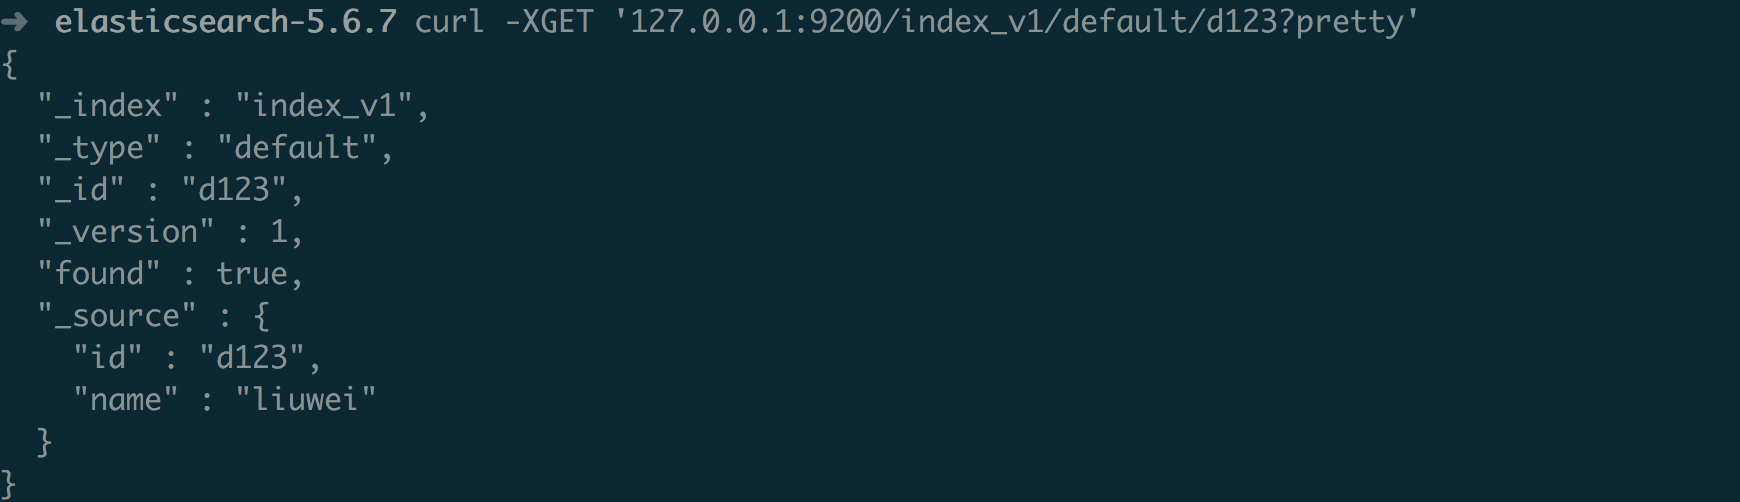 ➜  elasticsearch-5.6.7 curl -XGET '127.0.0.1:9200/index_v1/default/d123?pretty'
{
  "_index" : "index_v1",
  "_type" : "default",
  "_id" : "d123",
  "_version" : 1,
  "found" : true,
  "_source" : {
    "id" : "d123",
    "name" : "liuwei"
  }
}